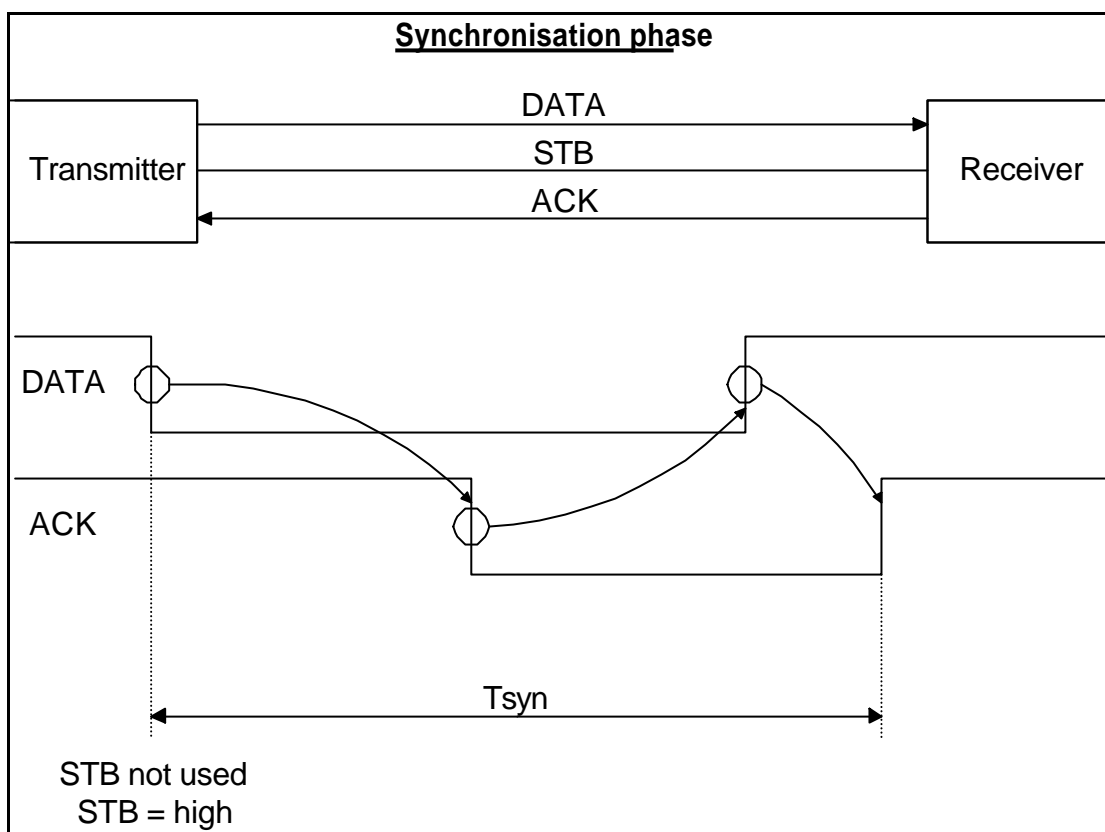 Synchronisation phase
DATA
STB
Transmitter
Receiver
ACK
DATA
ACK
Tsyn
STB not used
STB = high